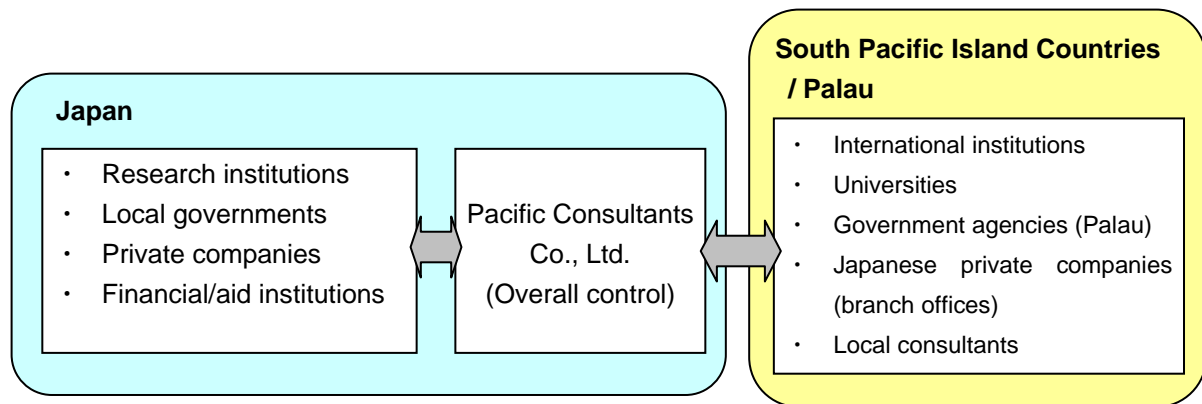 Japan
・ Research institutions
・ Local governments
・ Private companies
・ Financial/aid institutions
Pacific Consultants
Co., Ltd.
(Overall control)
South Pacific Island Countries
/ Palau
・ International institutions
・ Universities
・ Government agencies (Palau)
・ Japanese private companies
(branch offices)
・ Local consultants